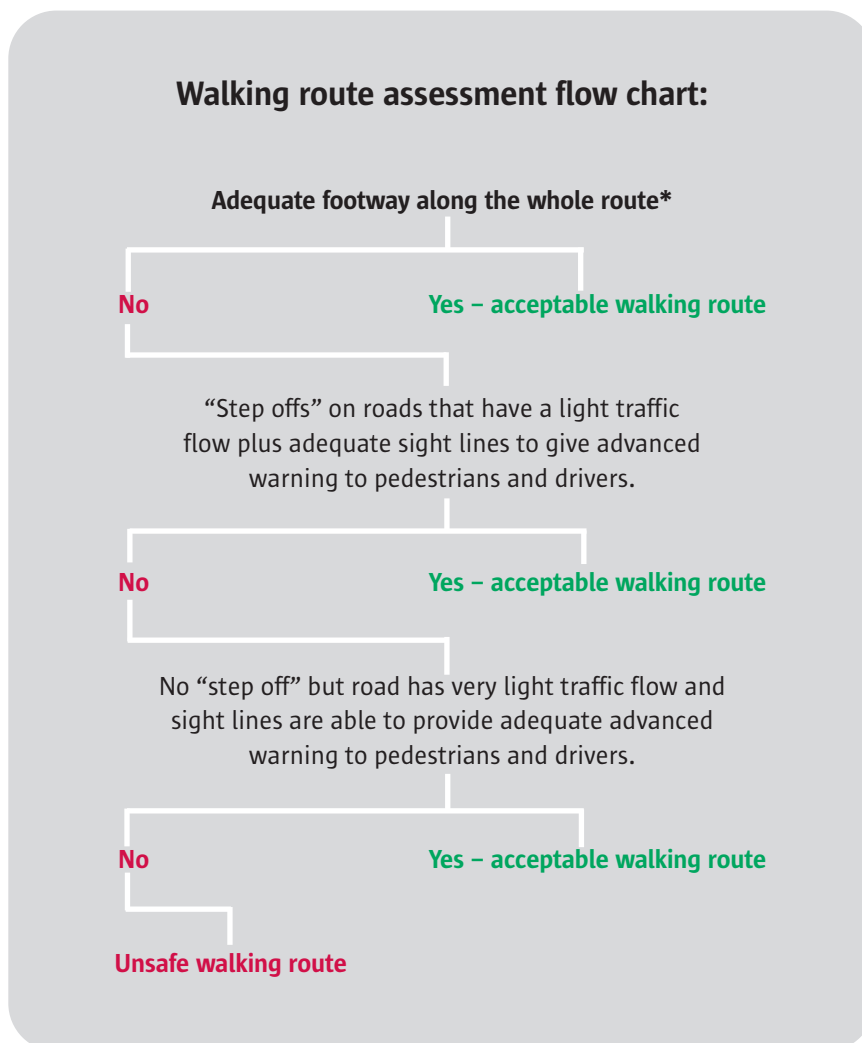 Walking route assessment flow chart:
Adequate footway along the whole route*
No
Yes – acceptable walking route
“Step offs” on roads that have a light traffic
flow plus adequate sight lines to give advanced
warning to pedestrians and drivers.
No
Yes – acceptable walking route
No “step off” but road has very light traffic flow and
sight lines are able to provide adequate advanced
warning to pedestrians and drivers.
No
Yes – acceptable walking route
Unsafe walking route